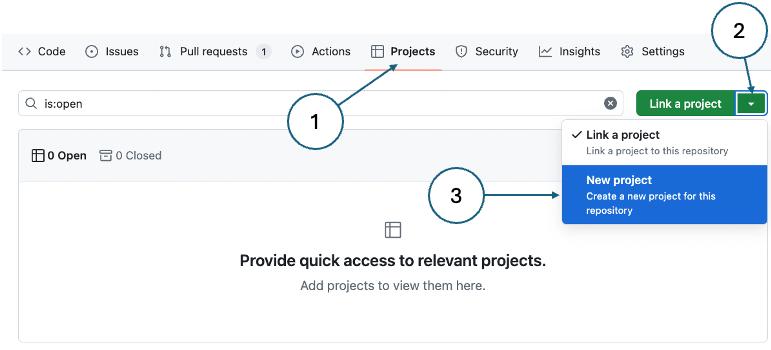 2
Code Issues Pull requests 1 Actions Projects Security Insights Settings
is:open Link a project
1
Link a project
Link a project to this repository
0 Open 0 Closed
New project
Create a new project for this
repository
3
Provide quick access to relevant projects.
Add projects to view them here.